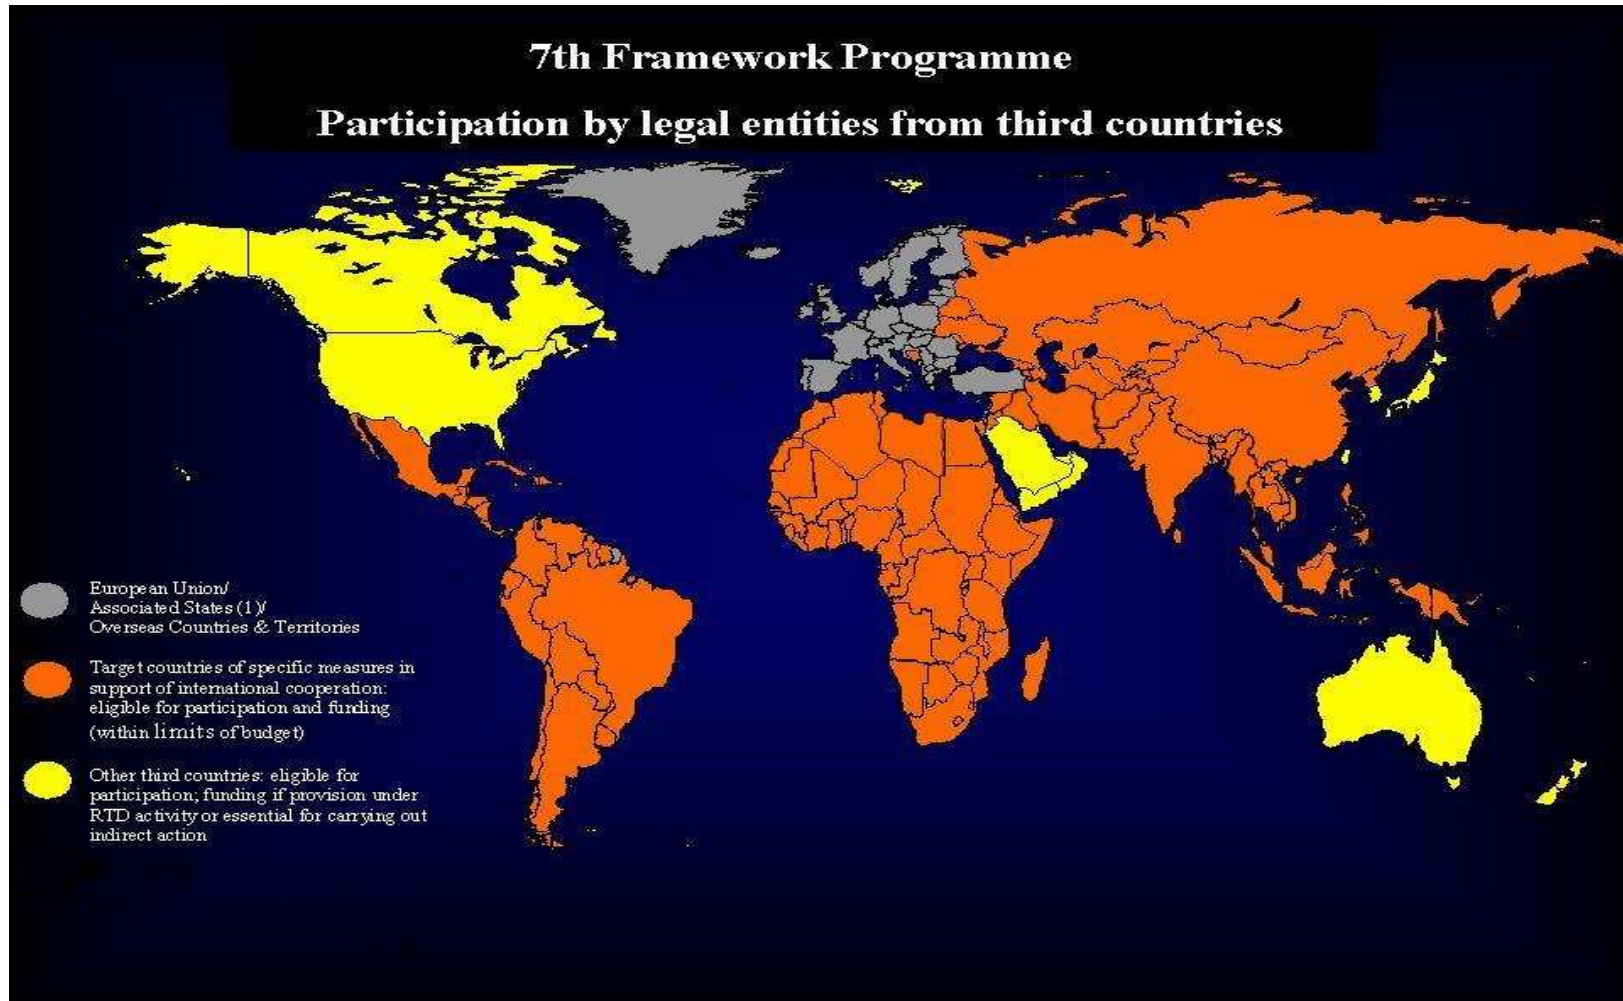 7th Framework Programme
Participation by legal entities from third countries
European Union/
Associated States (1)/
Overseas Countries & Territories
Target countries of specific measures in
support of international cooperation:
eligible for participation and funding
(within limits of budget)
Other third countries: eligible for
participation; funding if provision under
RTD activity or essential for carrying out
indirect action